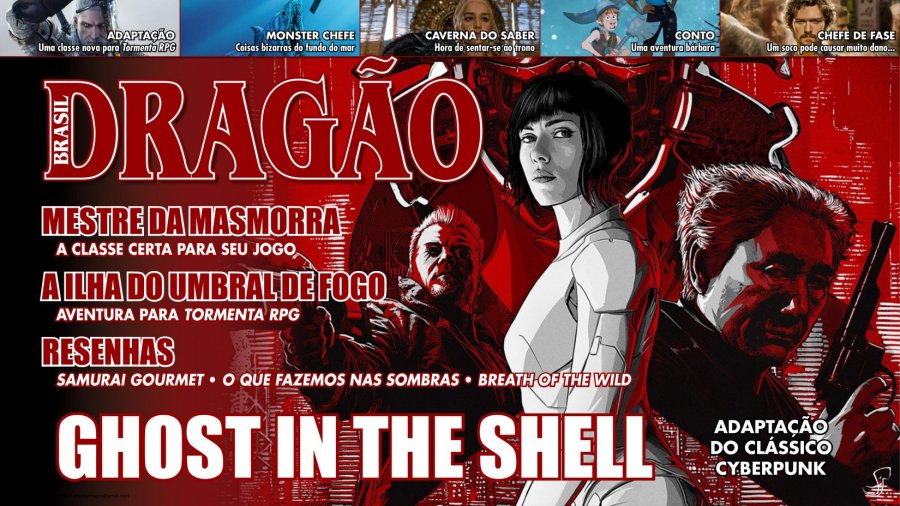 ADAPTAÇÃO
Uma classe nova para Tormenta RPG
MONSTER CHEFE
Coisas bizarras do fundo do mar
CAVERNA DO SABER
Hora de sentar-se ao trono
CONTO
Uma aventura bárbara
CHEFE DE FASE
Um soco pode causar muito dano...
BRASIL
DRAGÃO
MESTRE DA MASMORRA
A CLASSE CERTA PARA SEU JOGO
A ILHA DO UMBRAL DE FOGO
AVENTURA PARA TORMENTA RPG
RESENHAS
SAMURAI GOURMET • O QUE FAZEMOS NAS SOMBRAS • BREATH OF THE WILD
GHOST IN THE SHELL
ADAPTAÇÃO
DO CLÁSSICO
CYBERPUNK